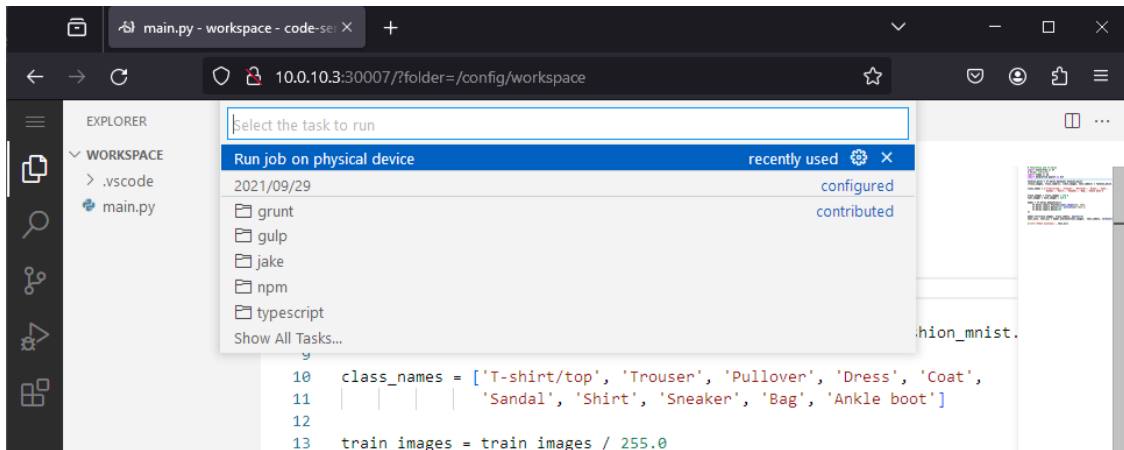 main.py - workspace - code-ser
10.0.10.3:30007/?folder=/config/workspace
EXPLORER
Select the task to run
WORKSPACE
Run job on physical device recently used
.vscode
2021/09/29 configured
main.py
grunt contributed
gulp
jake
npm
typescript
Show All Tasks...
hion_mnist.
9
10 class_names = ['T-shirt/top', 'Trouser', 'Pullover', 'Dress', 'Coat',
11 'Sandal', 'Shirt', 'Sneaker', 'Bag', 'Ankle boot']
12
13 train_images = train_images / 255.0